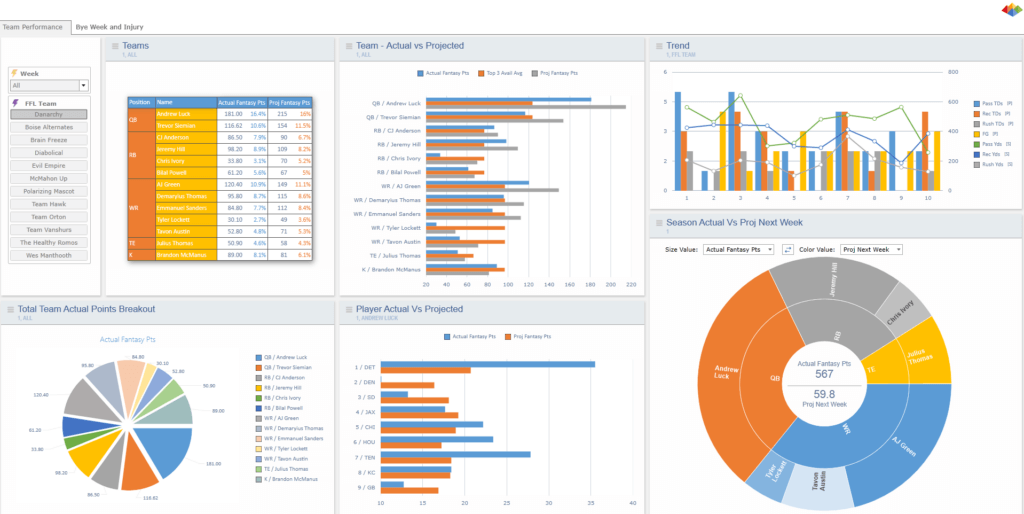 Team Performance
Bye Week and Injury
Week
All
FFL Team
Danarchy
Boise Alternates
Brain Freeze
Diabolical
Evil Empire
McMahon Up
Polarizing Mascot
Team Hawk
Team Orton
Team Vanshurs
The Healthy Romos
Wes Manthooth
Teams
1, ALL
Position Name Actual Fantasy Pts Proj Fantasy Pts
QB Andrew Luck 181.00 16.4% 215 16%
Trevor Siemian 116.62 10.6% 154 11.5%
RB CJ Anderson 86.50 7.9% 90 6.7%
Jeremy Hill 98.20 8.9% 109 8.2%
Chris Ivory 33.80 3.1% 70 5.2%
Bilal Powell 61.20 5.6% 67 5%
WR AJ Green 120.40 10.9% 149 11.1%
Demaryius Thomas 95.80 8.7% 115 8.6%
Emmanuel Sanders 84.80 7.7% 112 8.4%
Tyler Lockett 30.10 2.7% 49 3.6%
Tavon Austin 52.80 4.8% 71 5.3%
TE Julius Thomas 50.90 4.6% 58 4.3%
K Brandon McManus 89.00 8.1% 81 6.1%
Team - Actual vs Projected
1, ALL
Actual Fantasy Pts Top 3 Avail Avg Proj Fantasy Pts
QB / Andrew Luck
QB / Trevor Siemian
RB / CJ Anderson
RB / Jeremy Hill
RB / Chris Ivory
RB / Bilal Powell
WR / AJ Green
WR / Demaryius Thomas
WR / Emmanuel Sanders
WR / Tyler Lockett
WR / Tavon Austin
TE / Julius Thomas
K / Brandon McManus
20 40 60 80 100 120 140 160 180 200 220
Trend
1, FFL TEAM
6 800
5
600
4
3 400
2
200
1
0 0
1 2 3 4 5 6 7 8 9 10
Pass TDs [P]
Rec TDs [P]
Rush TDs [P]
FG [P]
Pass Yds [S]
Rec Yds [S]
Rush Yds [S]
Total Team Actual Points Breakout
1, ALL
Actual Fantasy Pts
84.80
95.80
30.10
52.80
50.90
120.40
89.00
61.20
33.80
98.20
181.00
86.50
116.62
QB / Andrew Luck
QB / Trevor Siemian
RB / CJ Anderson
RB / Jeremy Hill
RB / Chris Ivory
RB / Bilal Powell
WR / AJ Green
WR / Demaryius Thomas
WR / Emmanuel Sanders
WR / Tyler Lockett
WR / Tavon Austin
TE / Julius Thomas
K / Brandon McManus
Player Actual Vs Projected
1, ANDREW LUCK
Actual Fantasy Pts Proj Fantasy Pts
1 / DET
2 / DEN
3 / SD
4 / JAX
5 / CHI
6 / HOU
7 / TEN
8 / KC
9 / GB
10 15 20 25 30 35 40
Season Actual Vs Proj Next Week
1
Size Value: Actual Fantasy Pts Color Value: Proj Next Week
Jeremy Hill
Chris Ivory
RB
Julius Thomas
TE
Andrew Luck
QB
Actual Fantasy Pts
567
59.8
Proj Next Week
WR
AJ Green
Tyler Lockett
Tavon Austin